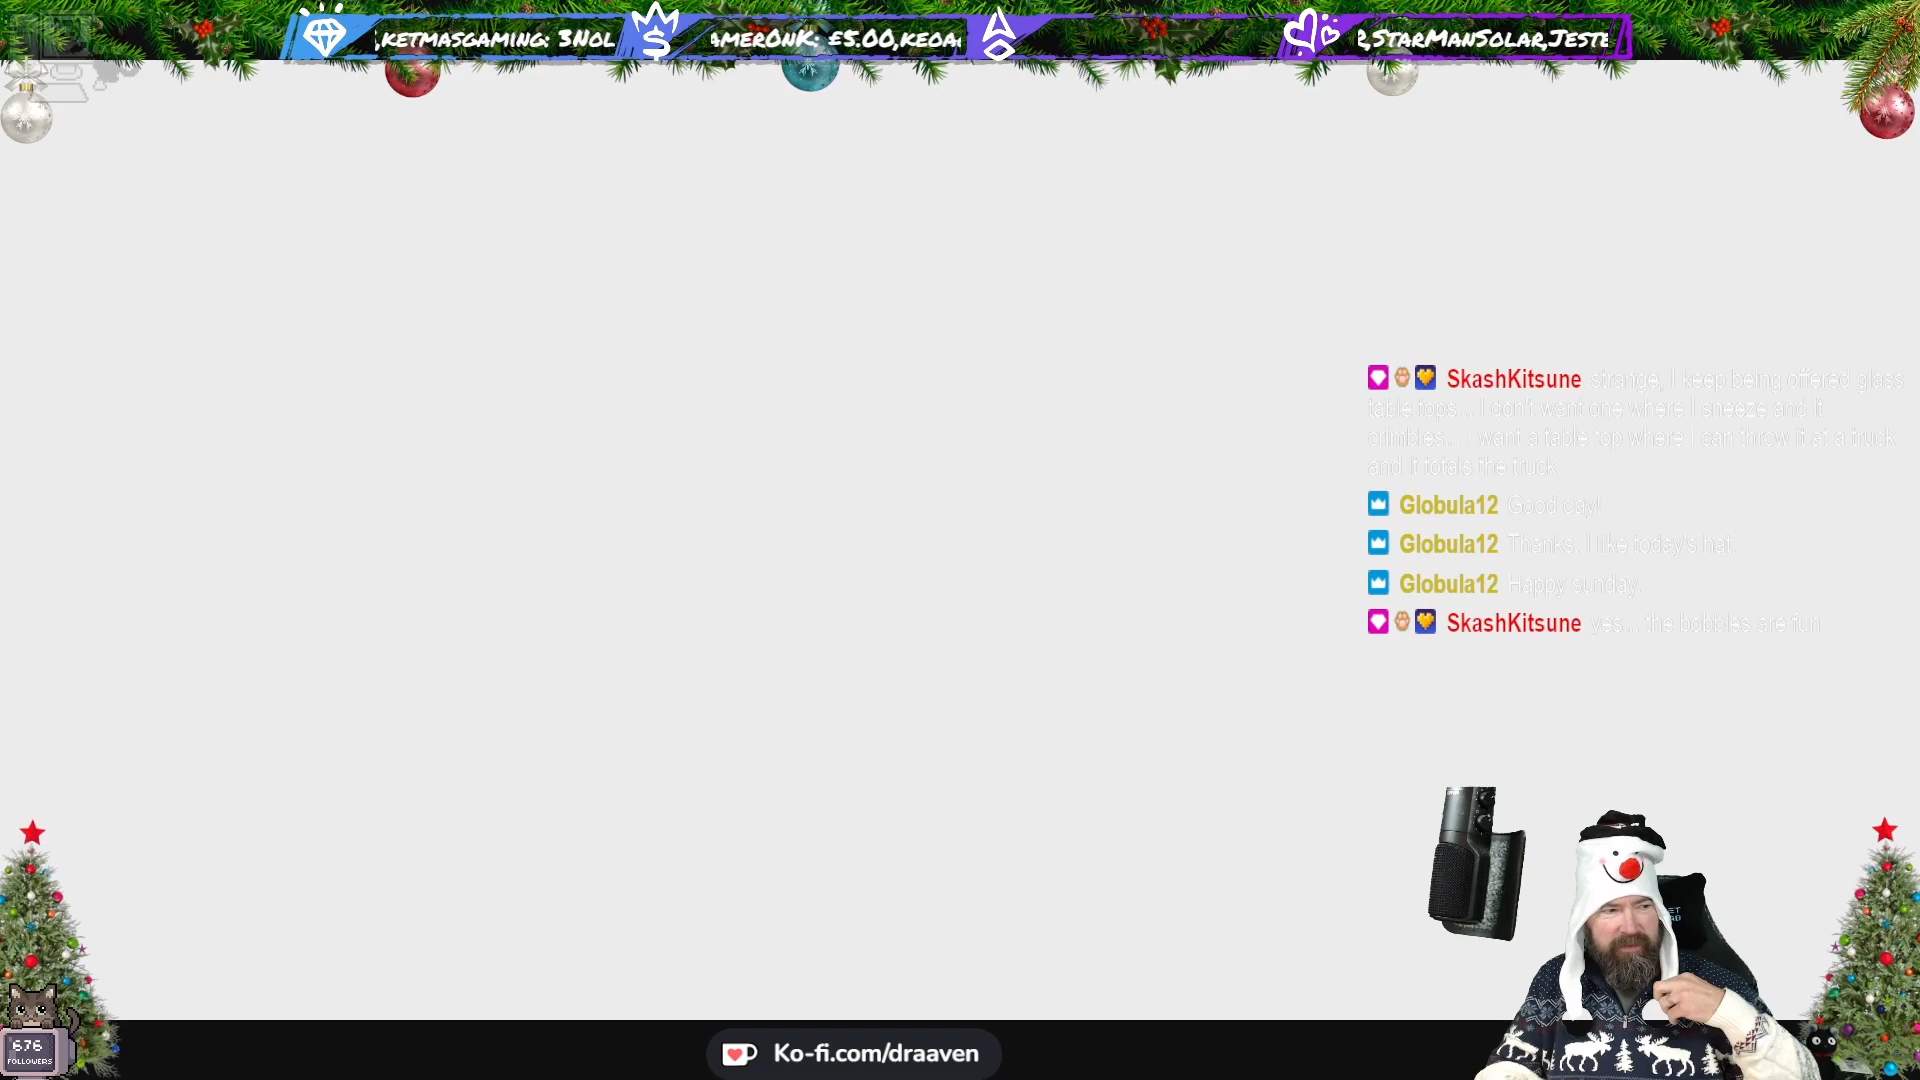 ,KETMASGAMING: 3NOL
AMER0NK: £5.00,KEOA
,STARMANSOLAR,JESTE
SkashKitsune strange, I keep being offered glass
table tops... I don't want one where I sneeze and it
crimbles... I want a table top where I can throw it at a truck
and it totals the truck
Globula12 Good day!
Globula12 Thanks, I like today's hat.
Globula12 Happy sunday.
SkashKitsune yes... the bobbles are fun
676
FOLLOWERS
Ko-fi.com/draaven